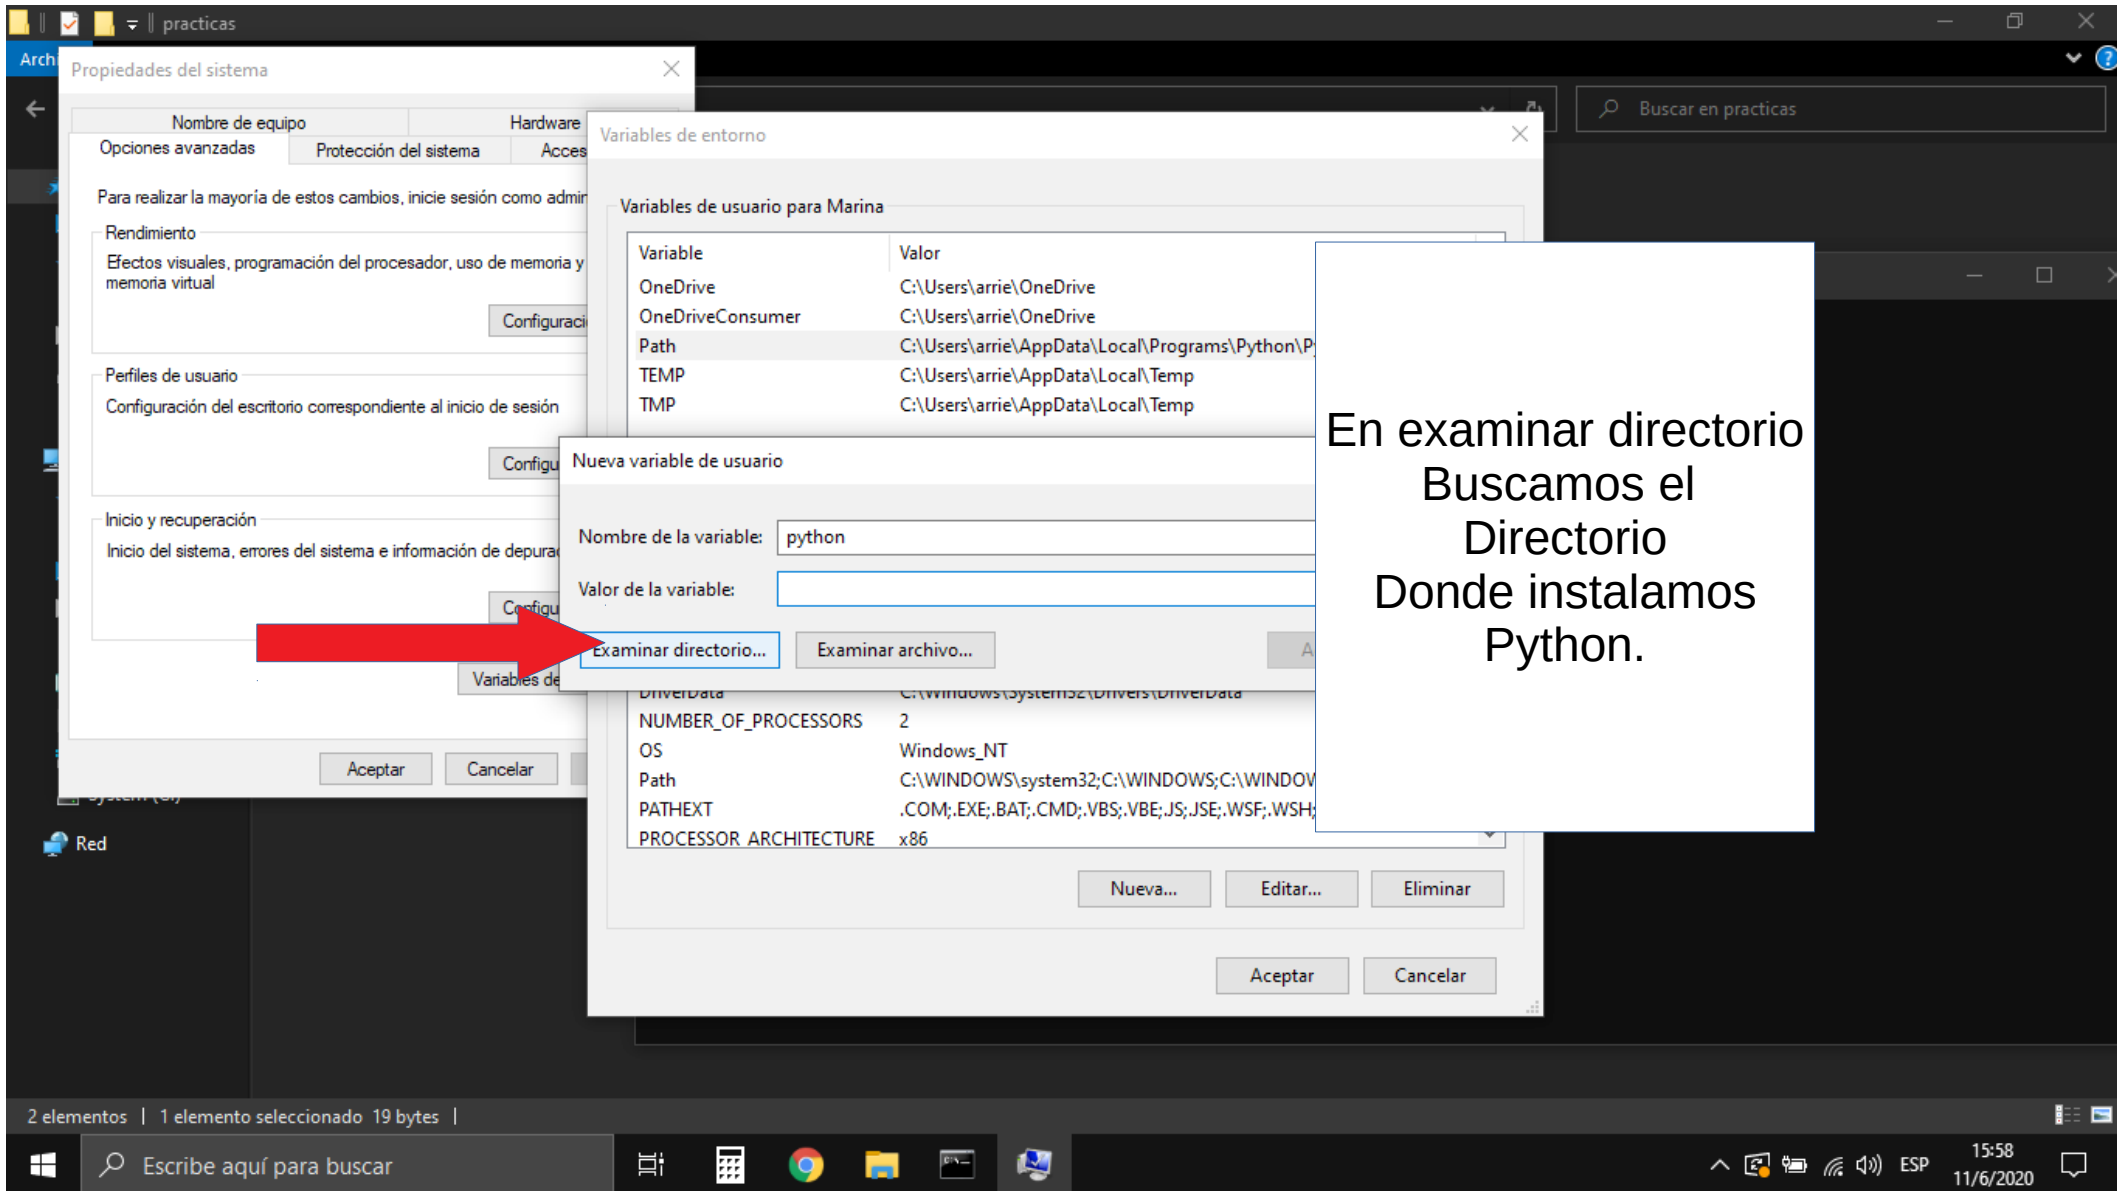 practicas
Archi
Buscar en practicas
Propiedades del sistema
Nombre de equipo
Hardware
Opciones avanzadas
Protección del sistema
Acces
Para realizar la mayoría de estos cambios, inicie sesión como admin
Rendimiento
Efectos visuales, programación del procesador, uso de memoria y
memoria virtual
Configuraci
Perfiles de usuario
Configuración del escritorio correspondiente al inicio de sesión
Configu
Inicio y recuperación
Inicio del sistema, errores del sistema e información de depura
Configu
Variables de
Aceptar
Cancelar
System (C:)
Red
Variables de entorno
Variables de usuario para Marina
Variable Valor
OneDrive C:\Users\arrie\OneDrive
OneDriveConsumer C:\Users\arrie\OneDrive
Path C:\Users\arrie\AppData\Local\Programs\Python\P
TEMP C:\Users\arrie\AppData\Local\Temp
TMP C:\Users\arrie\AppData\Local\Temp
Nueva variable de usuario
Nombre de la variable: python
Valor de la variable:
Examinar directorio...
Examinar archivo...
A
DriverData C:\Windows\System32\Drivers\DriverData
NUMBER_OF_PROCESSORS 2
OS Windows_NT
Path C:\WINDOWS\system32;C:\WINDOWS;C:\WINDOW
PATHEXT .COM;.EXE;.BAT;.CMD;.VBS;.VBE;.JS;.JSE;.WSF;.WSH;
PROCESSOR_ARCHITECTURE x86
Nueva...
Editar...
Eliminar
Aceptar
Cancelar
En examinar directorio
Buscamos el
Directorio
Donde instalamos
Python.
2 elementos
1 elemento seleccionado 19 bytes
Escribe aquí para buscar
ESP
15:58
11/6/2020